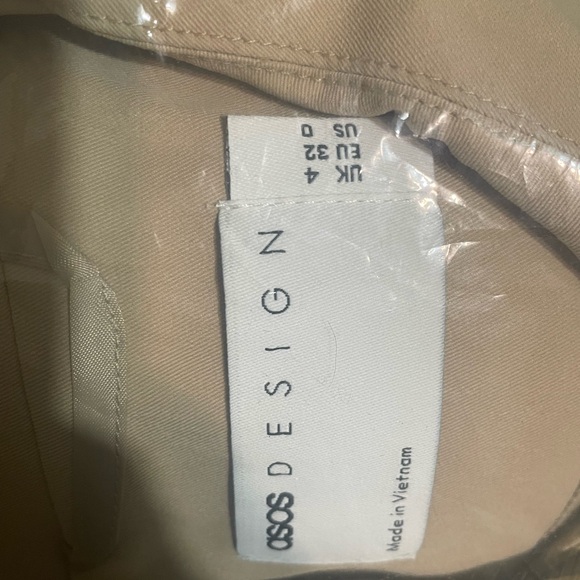 UK 4
EU 32
US 0
asos DESIGN
Made in Vietnam